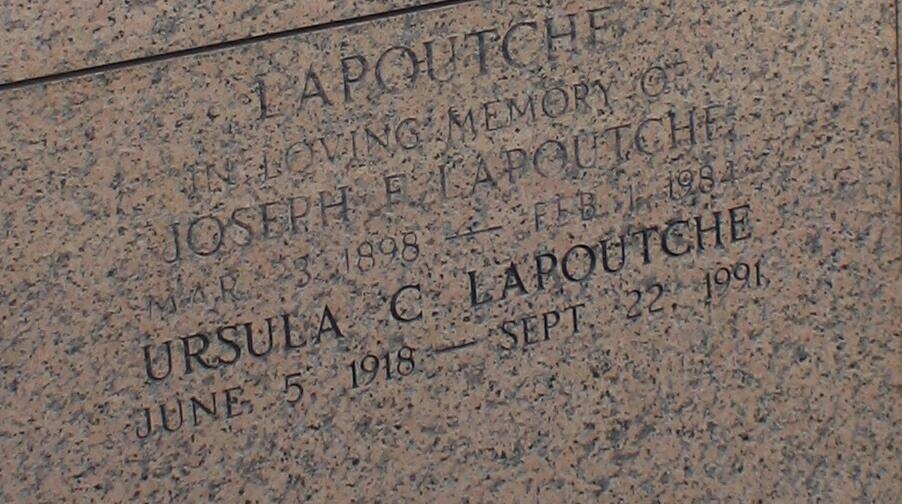 LAPOUTCHE
IN LOVING MEMORY OF
JOSEPH F. LAPOUTCHE
MAR. 3, 1898 — FEB. 1, 1984
URSULA C. LAPOUTCHE
JUNE 5, 1918 — SEPT. 22, 1991